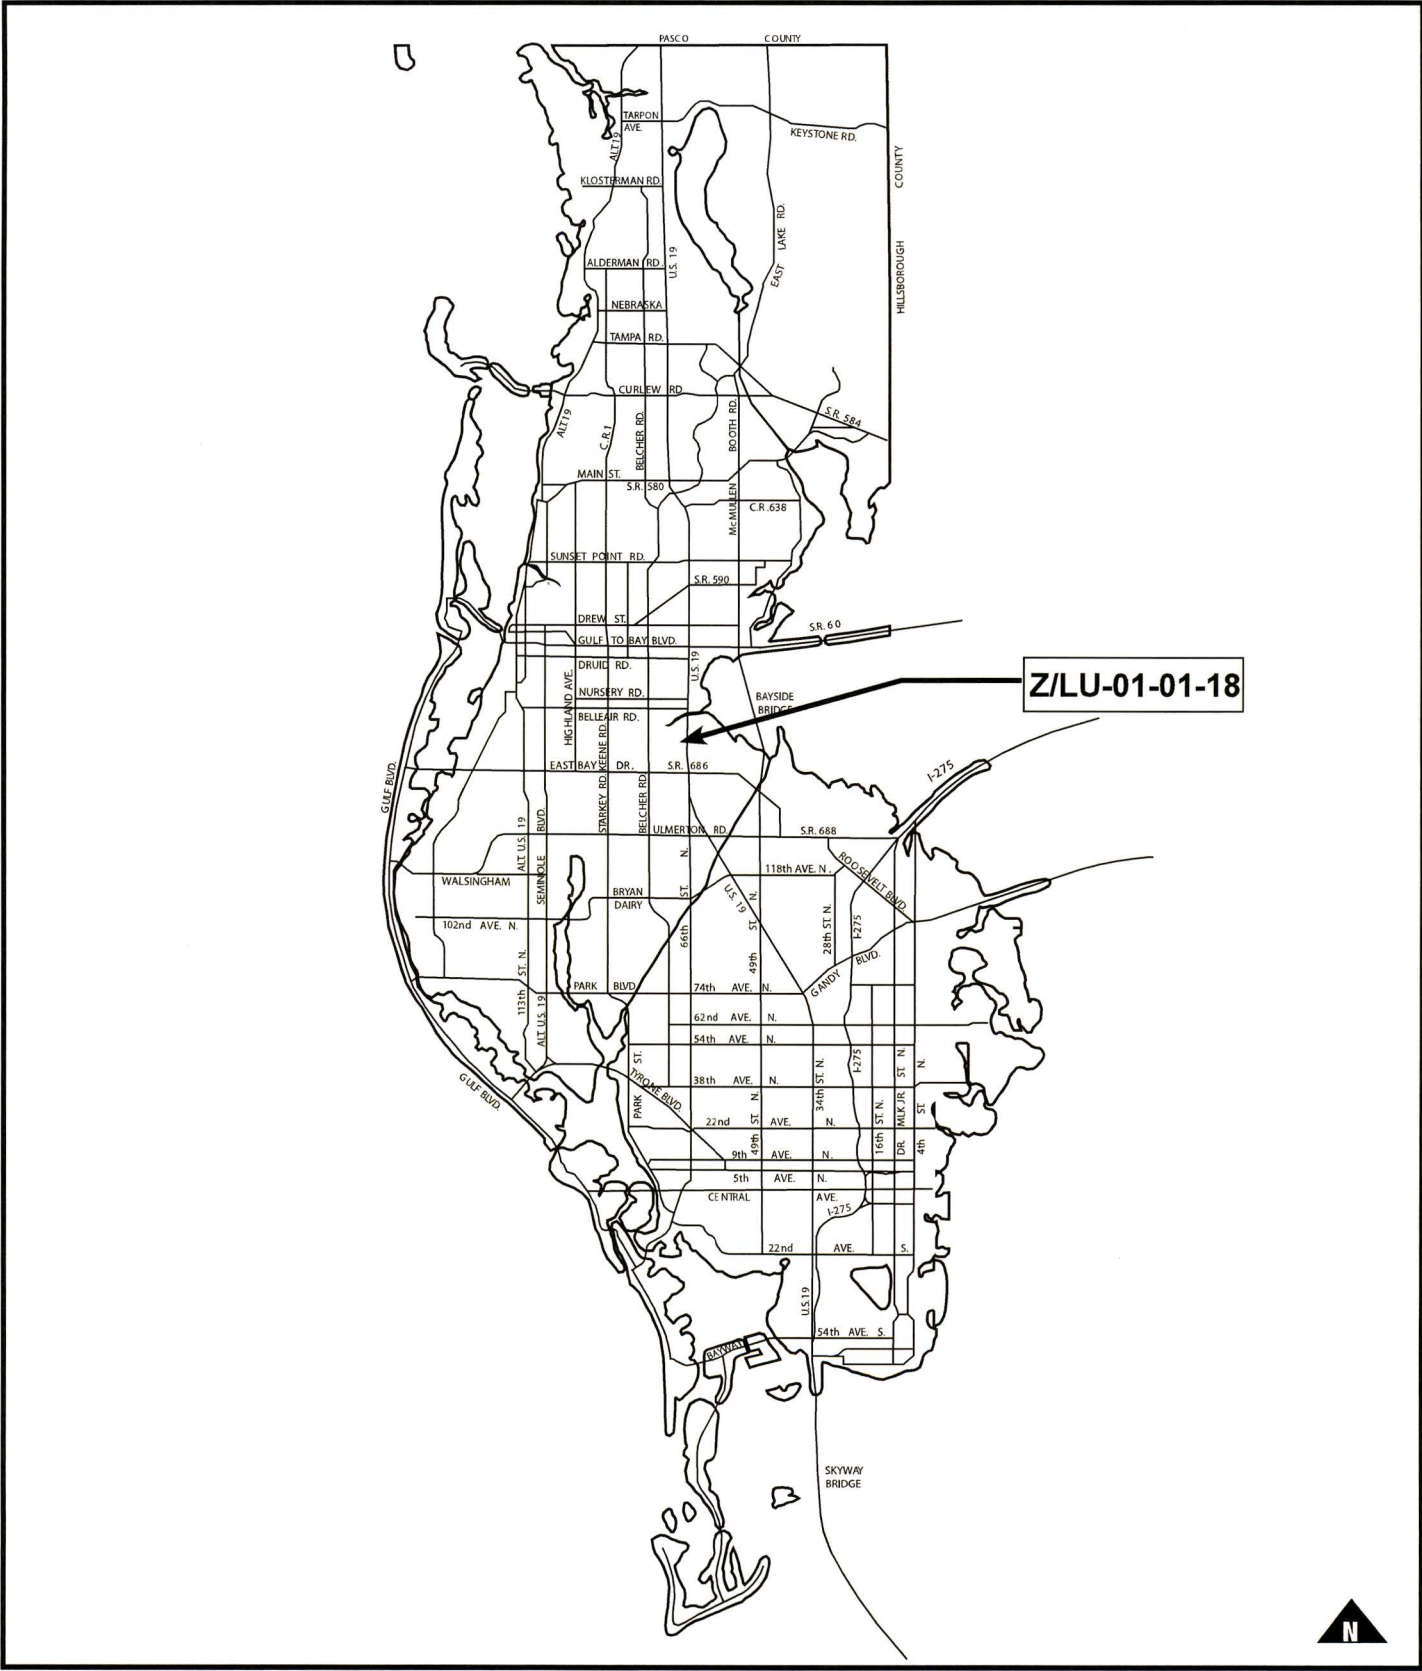 PASCO COUNTY
TARPON
AVE.
KEYSTONE RD.
ALT 19
KLOSTERMAN RD.
COUNTY
HILLSBOROUGH
EAST LAKE RD.
U.S. 19
ALDERMAN RD.
NEBRASKA
TAMPA RD.
CURLEW RD.
S.R. 584
ALT 19
C.R. 1
BELCHER RD.
McMULLEN BOOTH RD.
MAIN ST.
S.R. 580
C.R. 638
SUNSET POINT RD.
S.R. 590
DREW ST.
S.R. 60
GULF TO BAY BLVD.
DRUID RD.
U.S. 19
Z/LU-01-01-18
NURSERY RD.
BAYSIDE
BRIDGE
HIGHLAND AVE.
BELLEAIR RD.
KEENE RD.
STARKEY RD.
EAST BAY DR. S.R. 686
GULF BLVD.
I-275
BELCHER RD.
ALT U.S. 19
SEMINOLE BLVD.
ULMERTON RD. S.R. 688
ROOSEVELT BLVD.
118th AVE. N.
WALSINGHAM
BRYAN
DAIRY
U.S. 19
66th ST. N.
49th ST. N.
28th ST. N.
I-275
102nd AVE. N.
GANDY BLVD.
113th ST. N.
ALT U.S. 19
PARK BLVD.
74th AVE. N.
62nd AVE. N.
54th AVE. N.
PARK ST.
TYRONE BLVD.
38th AVE. N.
34th ST. N.
I-275
GULF BLVD.
22nd AVE. N.
49th ST. N.
16th ST. N.
DR. MLK JR. ST. N.
4th ST. N.
9th AVE. N.
5th AVE. N.
CENTRAL AVE.
I-275
22nd AVE. S.
U.S. 19
54th AVE. S.
BAYWAY
SKYWAY
BRIDGE
N